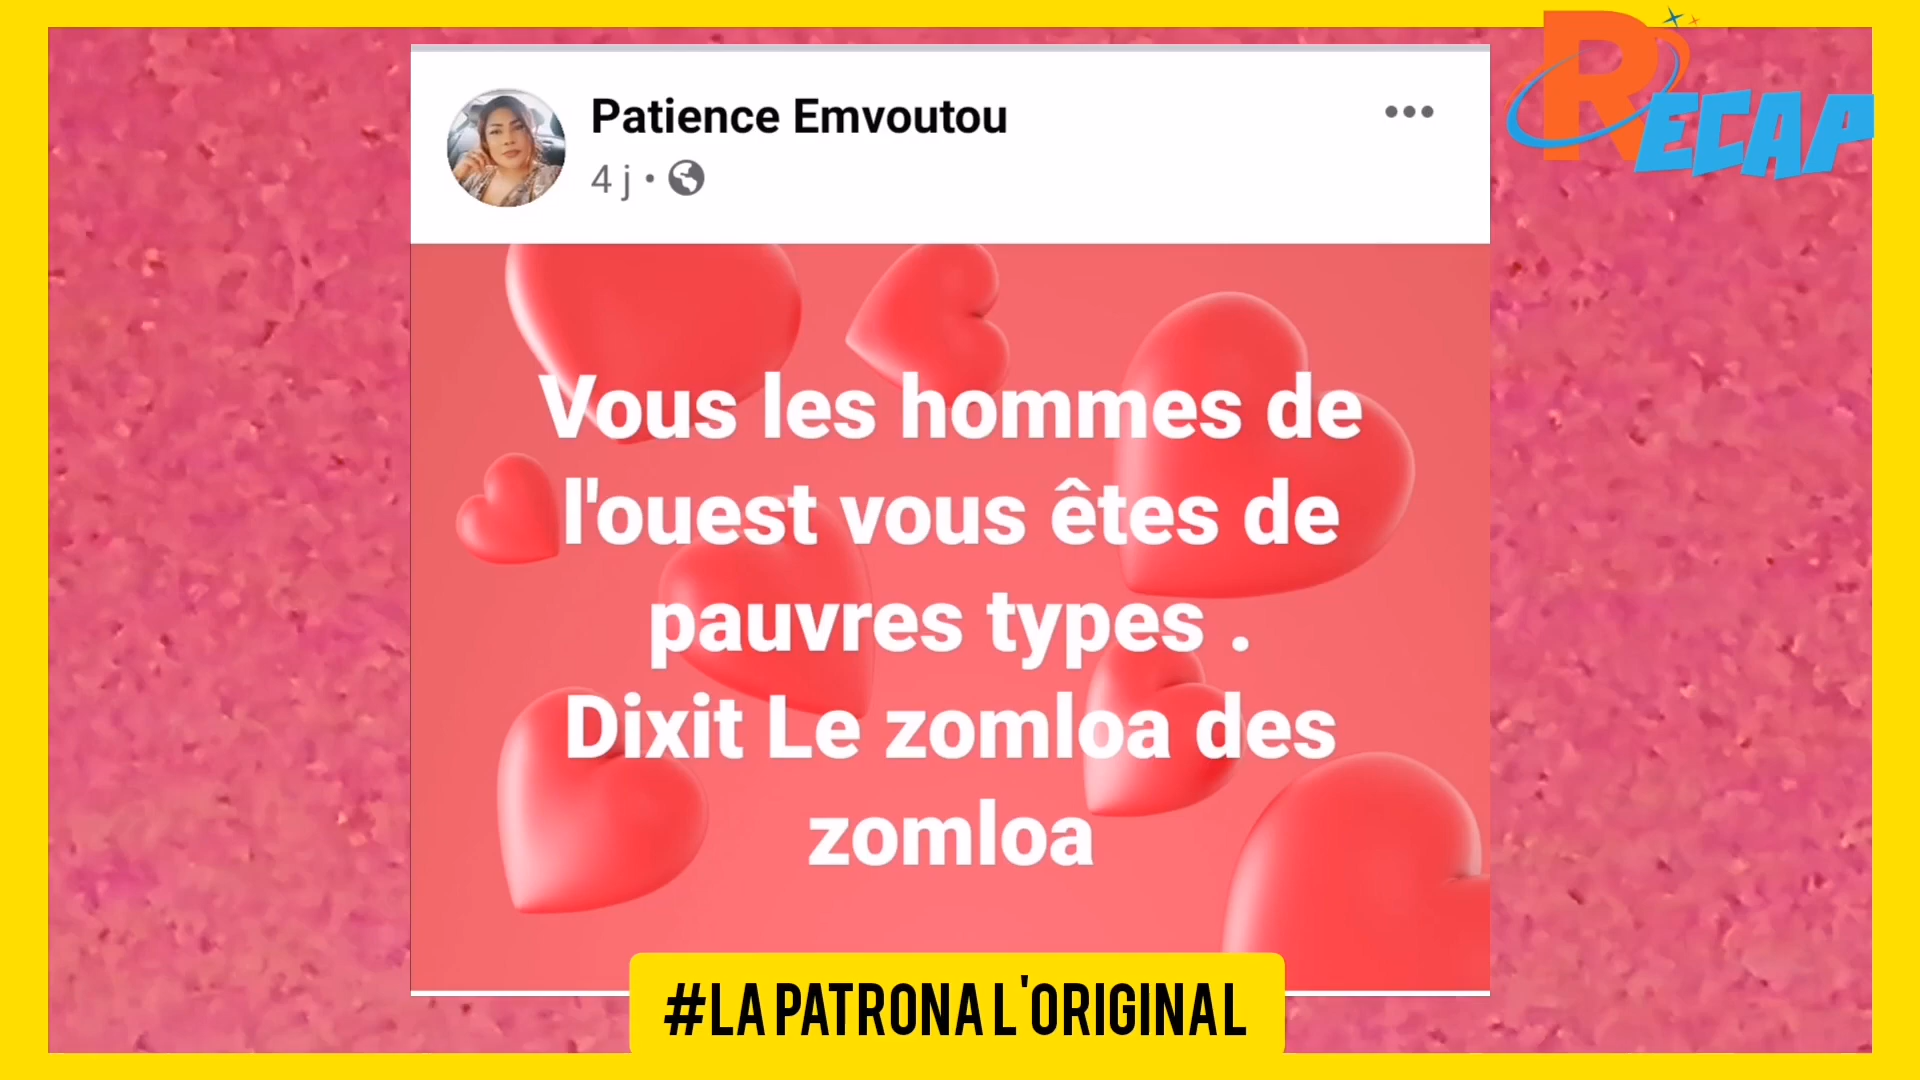 RECAP
Patience Emvoutou
4 j •
Vous les hommes de
l'ouest vous êtes de
pauvres types .
Dixit Le zomloa des
zomloa
#LA PATRONA L'ORIGINAL